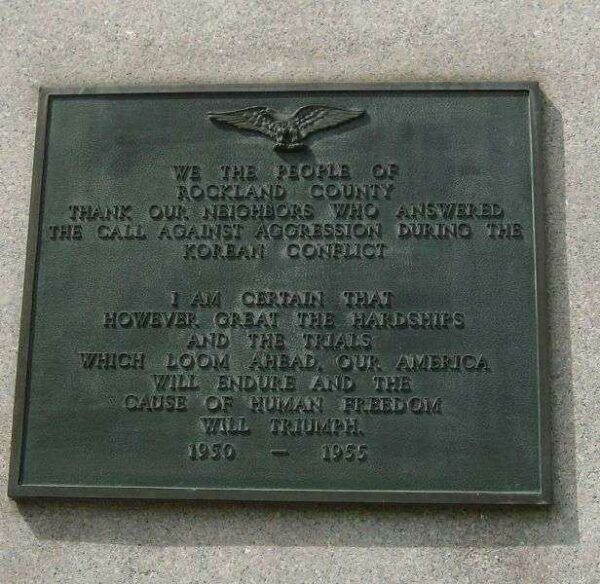 WE THE PEOPLE OF
ROCKLAND COUNTY
THANK OUR NEIGHBORS WHO ANSWERED
THE CALL AGAINST AGGRESSION DURING THE
KOREAN CONFLICT
I AM CERTAIN THAT
HOWEVER GREAT THE HARDSHIPS
AND THE TRIALS
WHICH LOOM AHEAD, OUR AMERICA
WILL ENDURE AND THE
CAUSE OF HUMAN FREEDOM
WILL TRIUMPH.
1950 — 1955